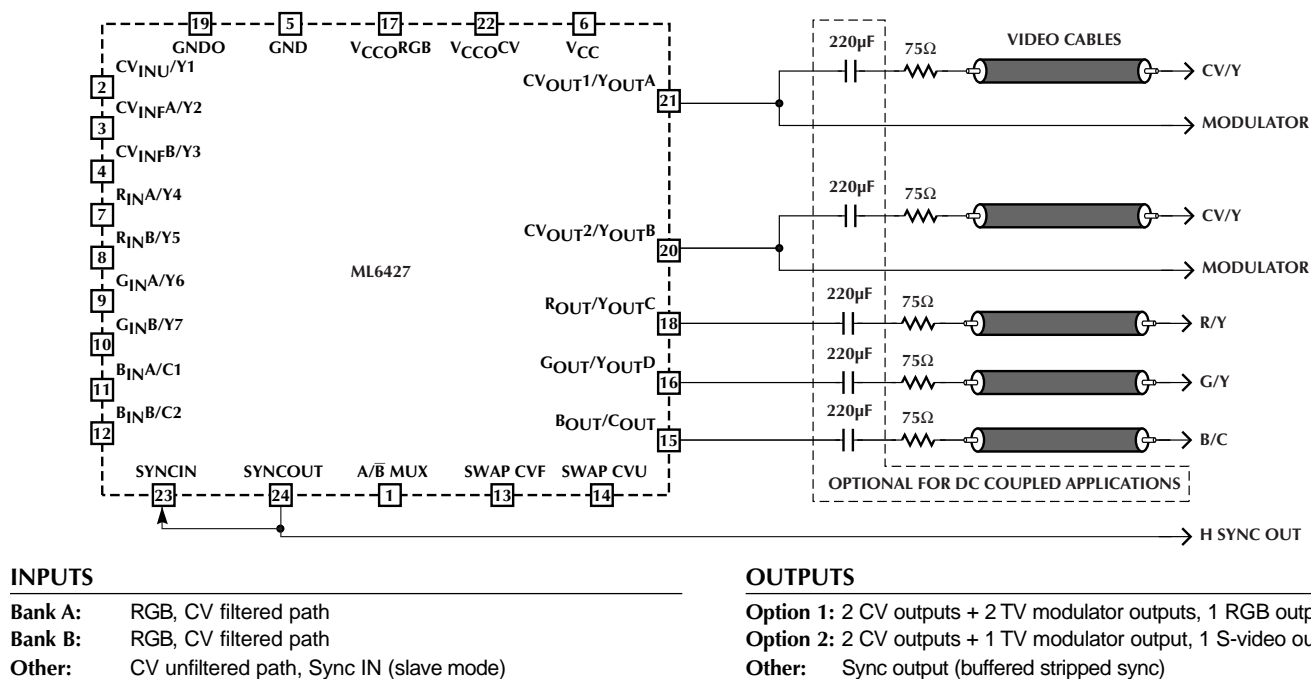 19 5 17 22 6
GNDO GND VCCORGB VCCOCV VCC
2 CVINU/Y1
3 CVINFA/Y2
4 CVINFB/Y3
7 RINA/Y4
8 RINB/Y5
9 GINA/Y6
10 GINB/Y7
11 BINA/C1
12 BINB/C2
ML6427
CVOUT1/YOUTA 21
CVOUT2/YOUTB 20
ROUT/YOUTC 18
GOUT/YOUTD 16
BOUT/COUT 15
SYNCIN SYNCOUT A/B̅ MUX SWAP CVF SWAP CVU
23 24 1 13 14
220µF 75Ω VIDEO CABLES
CV/Y
MODULATOR
220µF 75Ω
CV/Y
MODULATOR
220µF 75Ω
R/Y
220µF 75Ω
G/Y
220µF 75Ω
B/C
OPTIONAL FOR DC COUPLED APPLICATIONS
H SYNC OUT
INPUTS
Bank A: RGB, CV filtered path
Bank B: RGB, CV filtered path
Other: CV unfiltered path, Sync IN (slave mode)
OUTPUTS
Option 1: 2 CV outputs + 2 TV modulator outputs, 1 RGB outp
Option 2: 2 CV outputs + 1 TV modulator output, 1 S-video ou
Other: Sync output (buffered stripped sync)